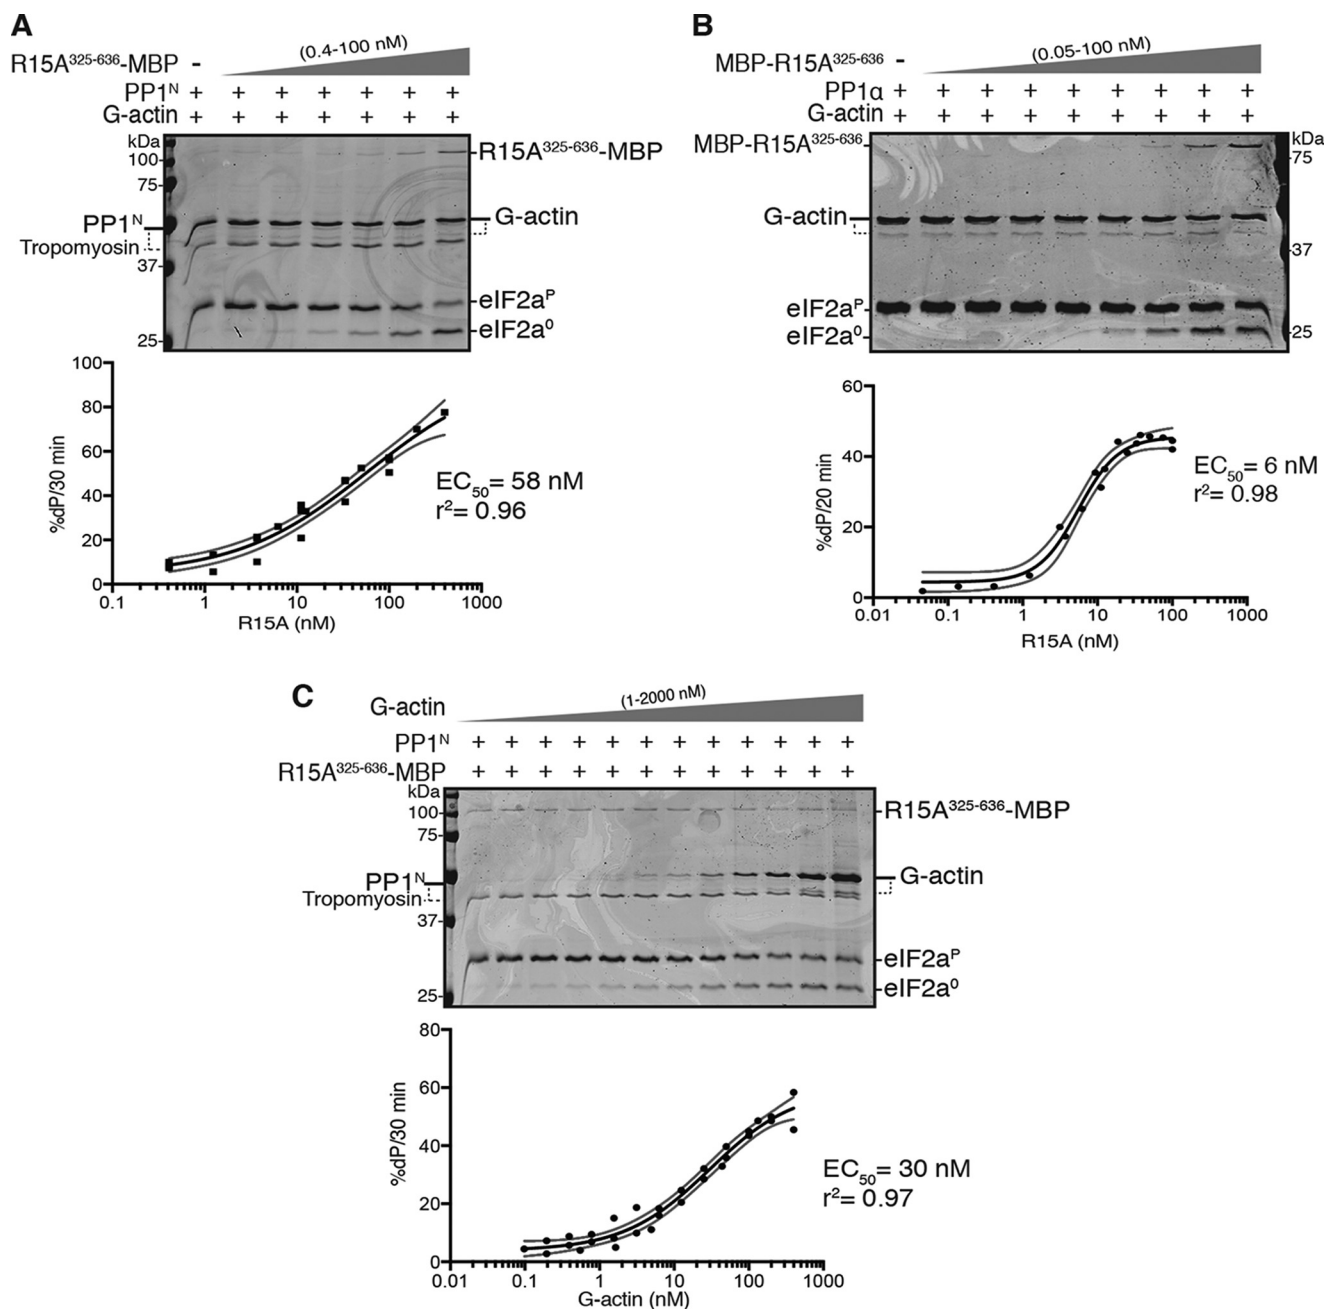 A
(0.4-100 nM)
R15A³²⁵⁻⁶³⁶-MBP -
PP1ᴺ + + + + + + +
G-actin + + + + + + +
kDa
100-
75-
37-
25-
PP1ᴺ
Tropomyosin
R15A³²⁵⁻⁶³⁶-MBP
G-actin
eIF2aᴾ
eIF2a⁰
100
80
60
40
20
0
%dP/30 min
0.1 1 10 100 1000
R15A (nM)
EC₅₀= 58 nM
r²= 0.96
B
(0.05-100 nM)
MBP-R15A³²⁵⁻⁶³⁶ -
PP1α + + + + + + + + +
G-actin + + + + + + + + +
MBP-R15A³²⁵⁻⁶³⁶
G-actin
eIF2aᴾ
eIF2a⁰
kDa
-75
-37
-25
60
40
20
0
%dP/20 min
0.01 0.1 1 10 100 1000
R15A (nM)
EC₅₀= 6 nM
r²= 0.98
C
(1-2000 nM)
G-actin
PP1ᴺ + + + + + + + + + + + +
R15A³²⁵⁻⁶³⁶-MBP + + + + + + + + + + + +
kDa
100-
75-
37-
25-
PP1ᴺ
Tropomyosin
R15A³²⁵⁻⁶³⁶-MBP
G-actin
eIF2aᴾ
eIF2a⁰
80
60
40
20
0
%dP/30 min
0.01 0.1 1 10 100 1000
G-actin (nM)
EC₅₀= 30 nM
r²= 0.97